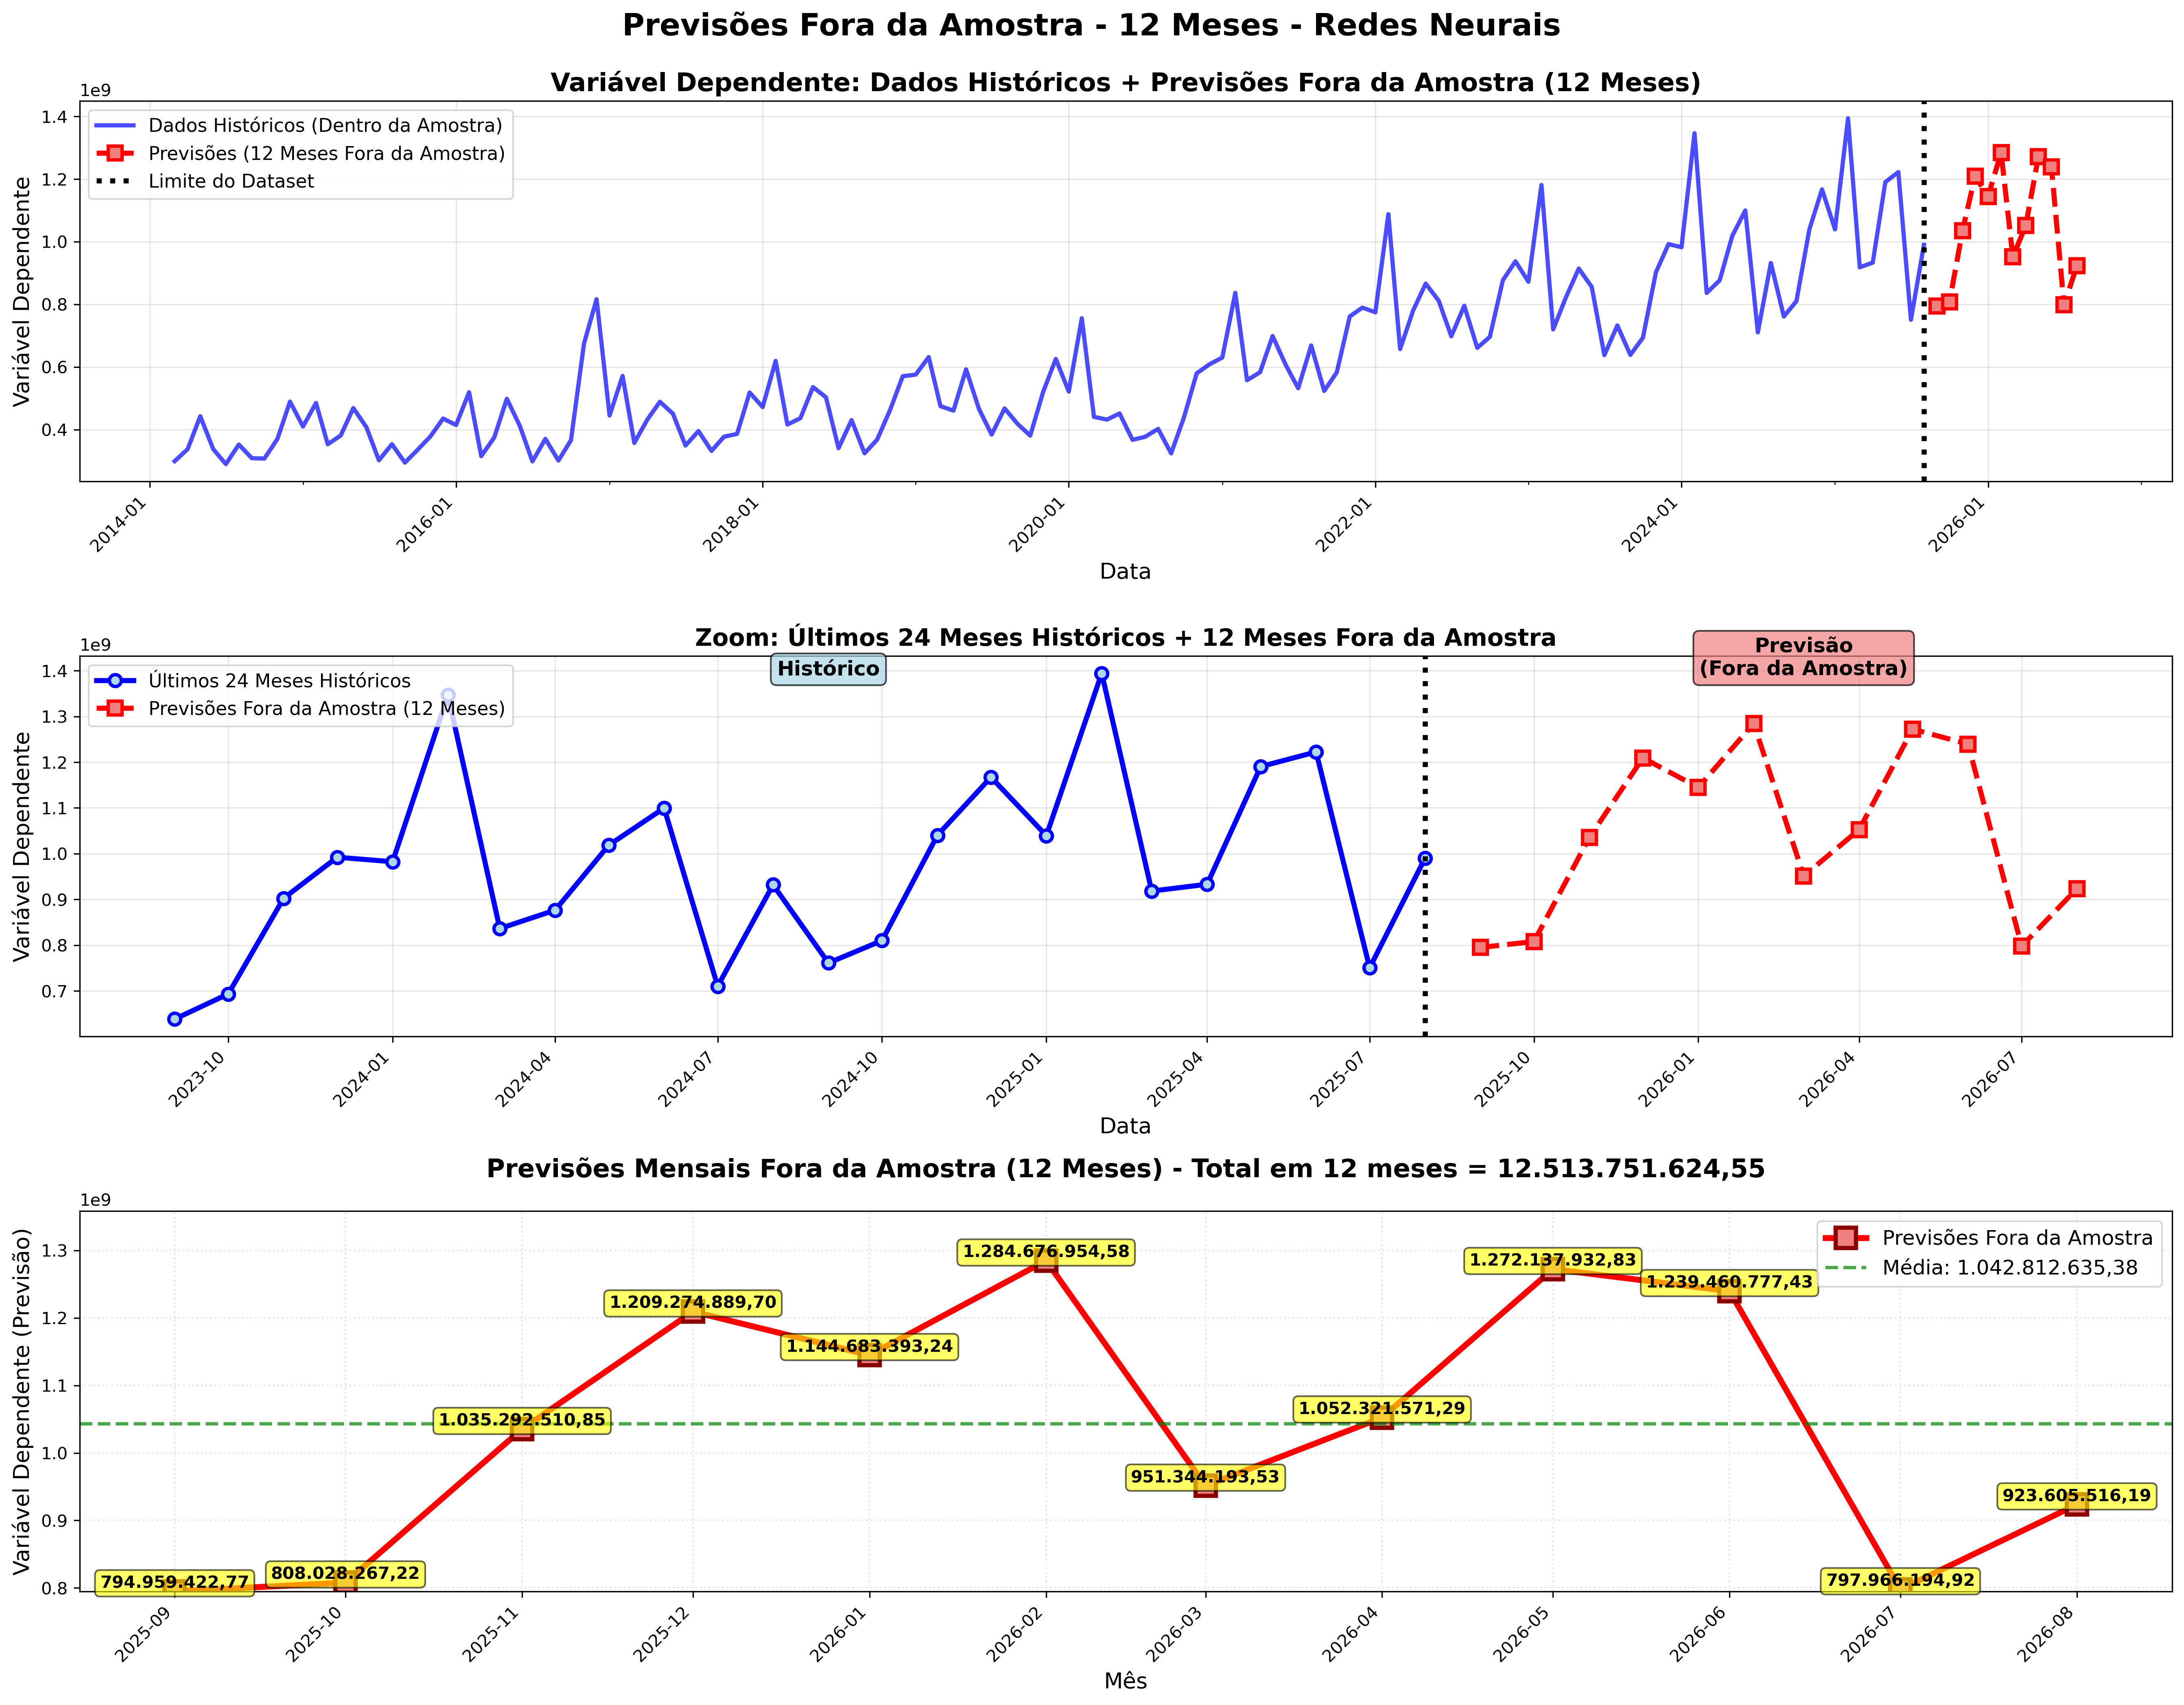 Previsões Fora da Amostra - 12 Meses - Redes Neurais
Variável Dependente: Dados Históricos + Previsões Fora da Amostra (12 Meses)
1e9
Dados Históricos (Dentro da Amostra)
Previsões (12 Meses Fora da Amostra)
Limite do Dataset
Variável Dependente
1.4
1.2
1.0
0.8
0.6
0.4
2014-01
2016-01
2018-01
2020-01
2022-01
2024-01
2026-01
Data
Zoom: Últimos 24 Meses Históricos + 12 Meses Fora da Amostra
1e9
Últimos 24 Meses Históricos
Previsões Fora da Amostra (12 Meses)
Histórico
Previsão
(Fora da Amostra)
Variável Dependente
1.4
1.3
1.2
1.1
1.0
0.9
0.8
0.7
2023-10
2024-01
2024-04
2024-07
2024-10
2025-01
2025-04
2025-07
2025-10
2026-01
2026-04
2026-07
Data
Previsões Mensais Fora da Amostra (12 Meses) - Total em 12 meses = 12.513.751.624,55
1e9
Previsões Fora da Amostra
Média: 1.042.812.635,38
Variável Dependente (Previsão)
1.3
1.2
1.1
1.0
0.9
0.8
794.959.422,77
808.028.267,22
1.035.292.510,85
1.209.274.889,70
1.144.683.393,24
1.284.676.954,58
951.344.193,53
1.052.321.571,29
1.272.137.932,83
1.239.460.777,43
797.966.194,92
923.605.516,19
2025-09
2025-10
2025-11
2025-12
2026-01
2026-02
2026-03
2026-04
2026-05
2026-06
2026-07
2026-08
Mês